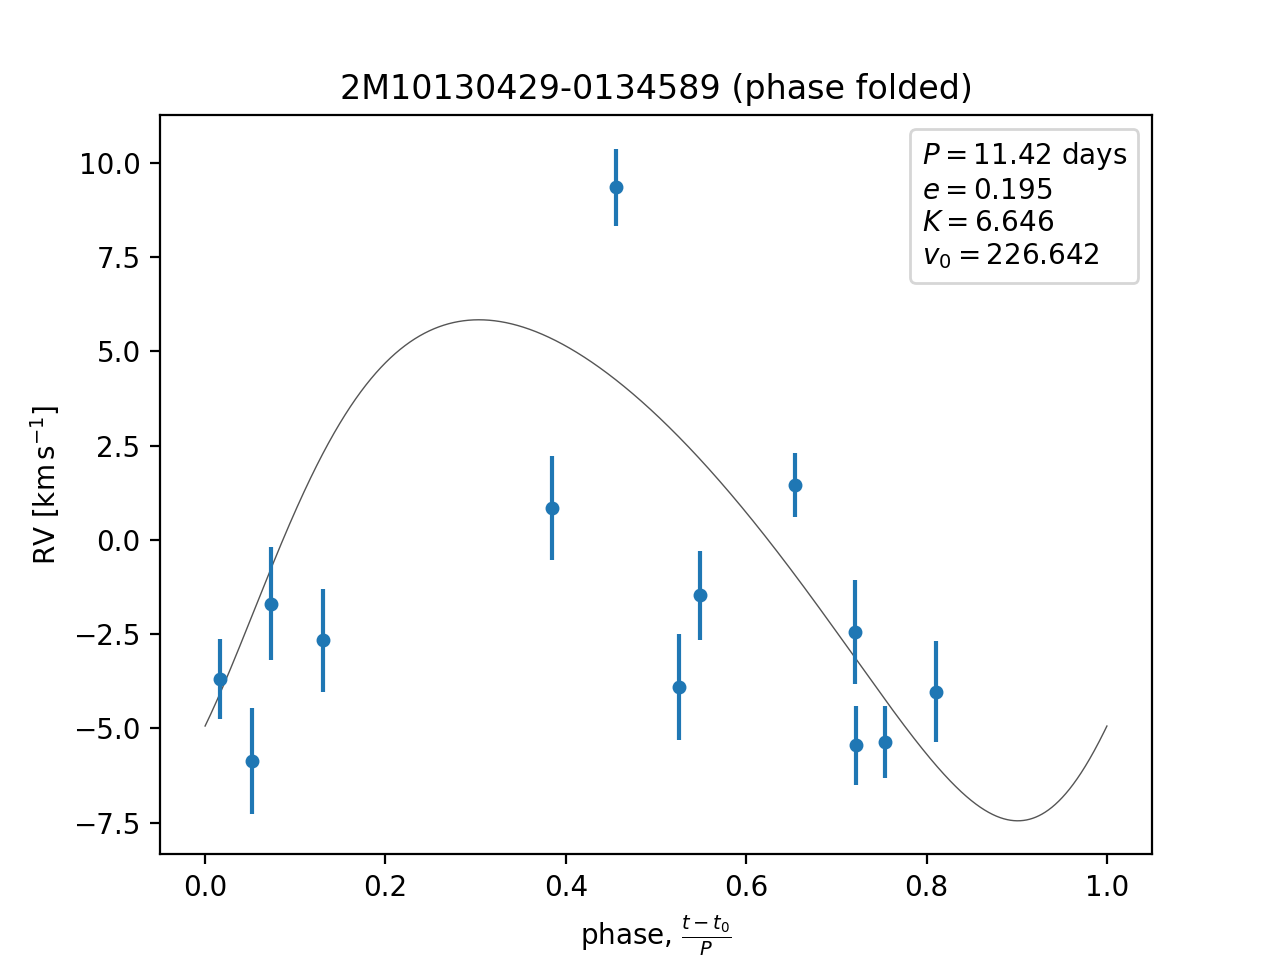 2M10130429-0134589 (phase folded)
P = 11.42 days
e = 0.195
K = 6.646
v₀ = 226.642
RV [km s⁻¹]
10.0
7.5
5.0
2.5
0.0
−2.5
−5.0
−7.5
0.0 0.2 0.4 0.6 0.8 1.0
phase, (t − t₀)/P